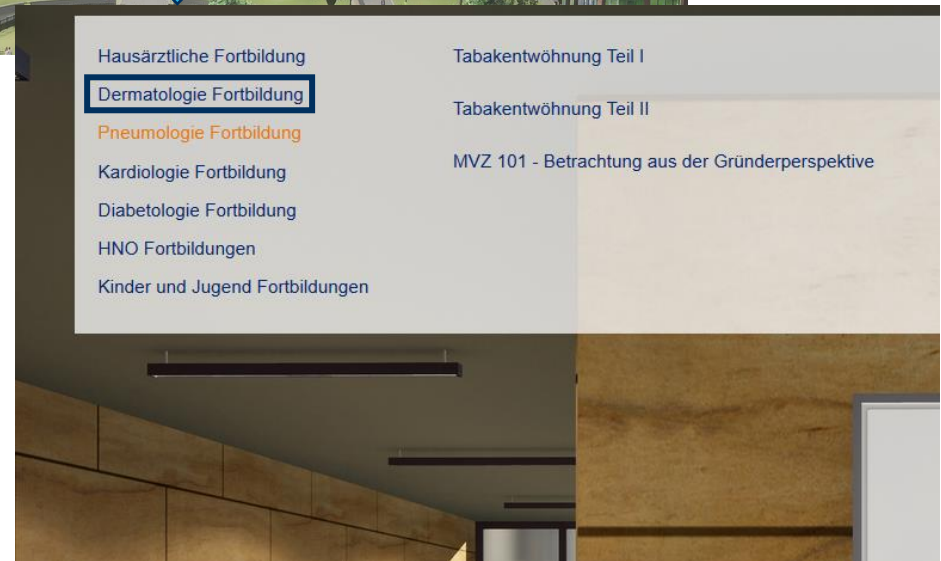 Hausärztliche Fortbildung
Dermatologie Fortbildung
Pneumologie Fortbildung
Kardiologie Fortbildung
Diabetologie Fortbildung
HNO Fortbildungen
Kinder und Jugend Fortbildungen
Tabakentwöhnung Teil I
Tabakentwöhnung Teil II
MVZ 101 - Betrachtung aus der Gründerperspektive